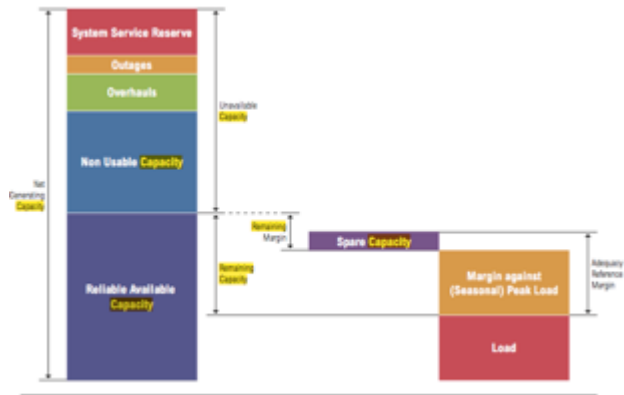 System Service Reserve
Outages
Overhauls
Non Usable Capacity
Reliable Available
Capacity
Net
Generating
Capacity
Unavailable
Capacity
Remaining
Margin
Remaining
Capacity
Spare Capacity
Margin against
(Seasonal) Peak Load
Load
Adequacy
Reference
Margin